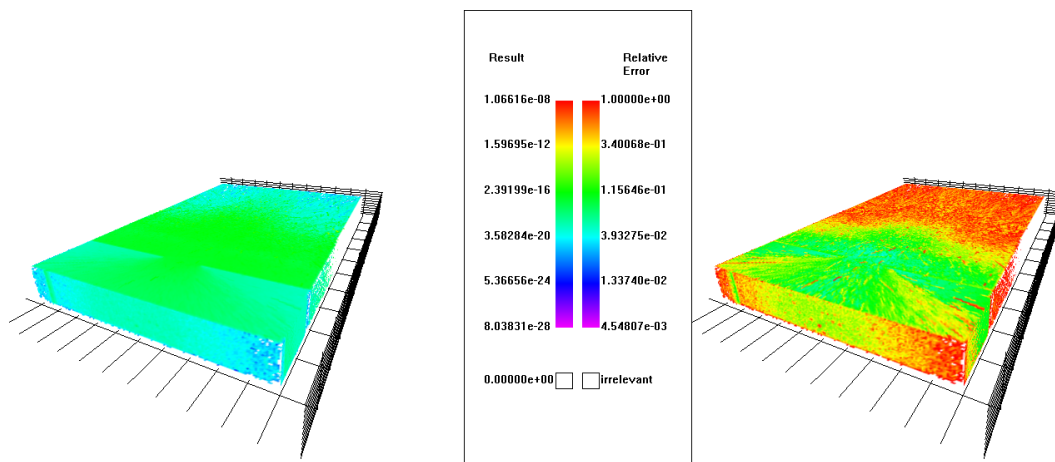 Result Relative
Error
1.06616e-08 1.00000e+00
1.59695e-12 3.40068e-01
2.39199e-16 1.15646e-01
3.58284e-20 3.93275e-02
5.36656e-24 1.33740e-02
8.03831e-28 4.54807e-03
0.00000e+00 irrelevant